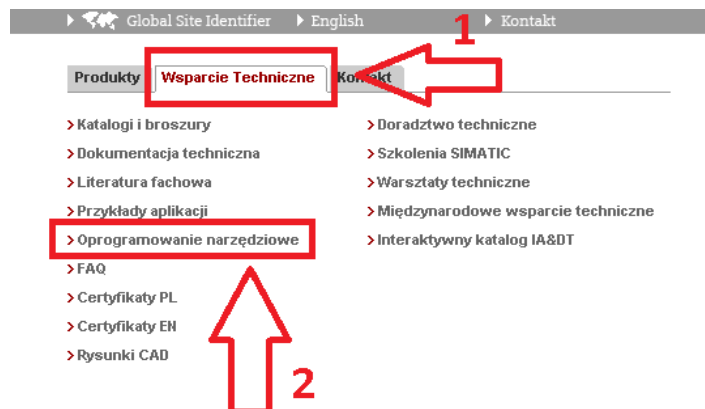 Global Site Identifier English Kontakt
1
Produkty Wsparcie Techniczne Kontakt
Katalogi i broszury
Dokumentacja techniczna
Literatura fachowa
Przykłady aplikacji
Oprogramowanie narzędziowe
FAQ
Certyfikaty PL
Certyfikaty EN
Rysunki CAD
Doradztwo techniczne
Szkolenia SIMATIC
Warsztaty techniczne
Międzynarodowe wsparcie techniczne
Interaktywny katalog IA&DT
2